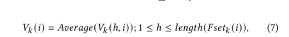 V_k(i) = Average(V_k(h, i)); 1 ≤ h ≤ length(Fset_k(i)), (7)